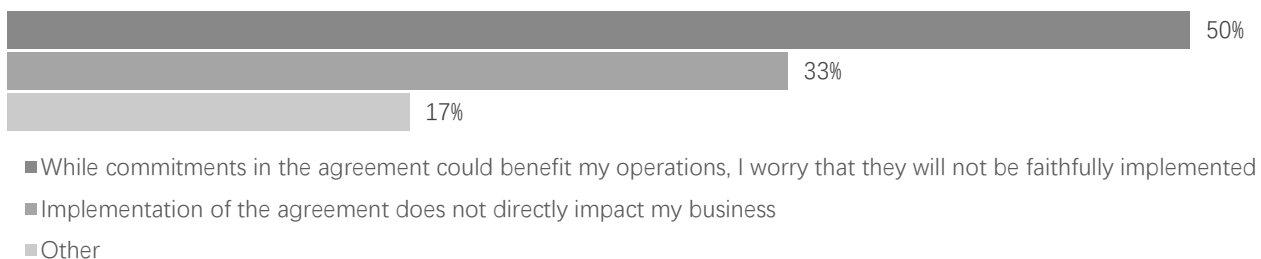 50%
33%
17%
While commitments in the agreement could benefit my operations, I worry that they will not be faithfully implemented
Implementation of the agreement does not directly impact my business
Other